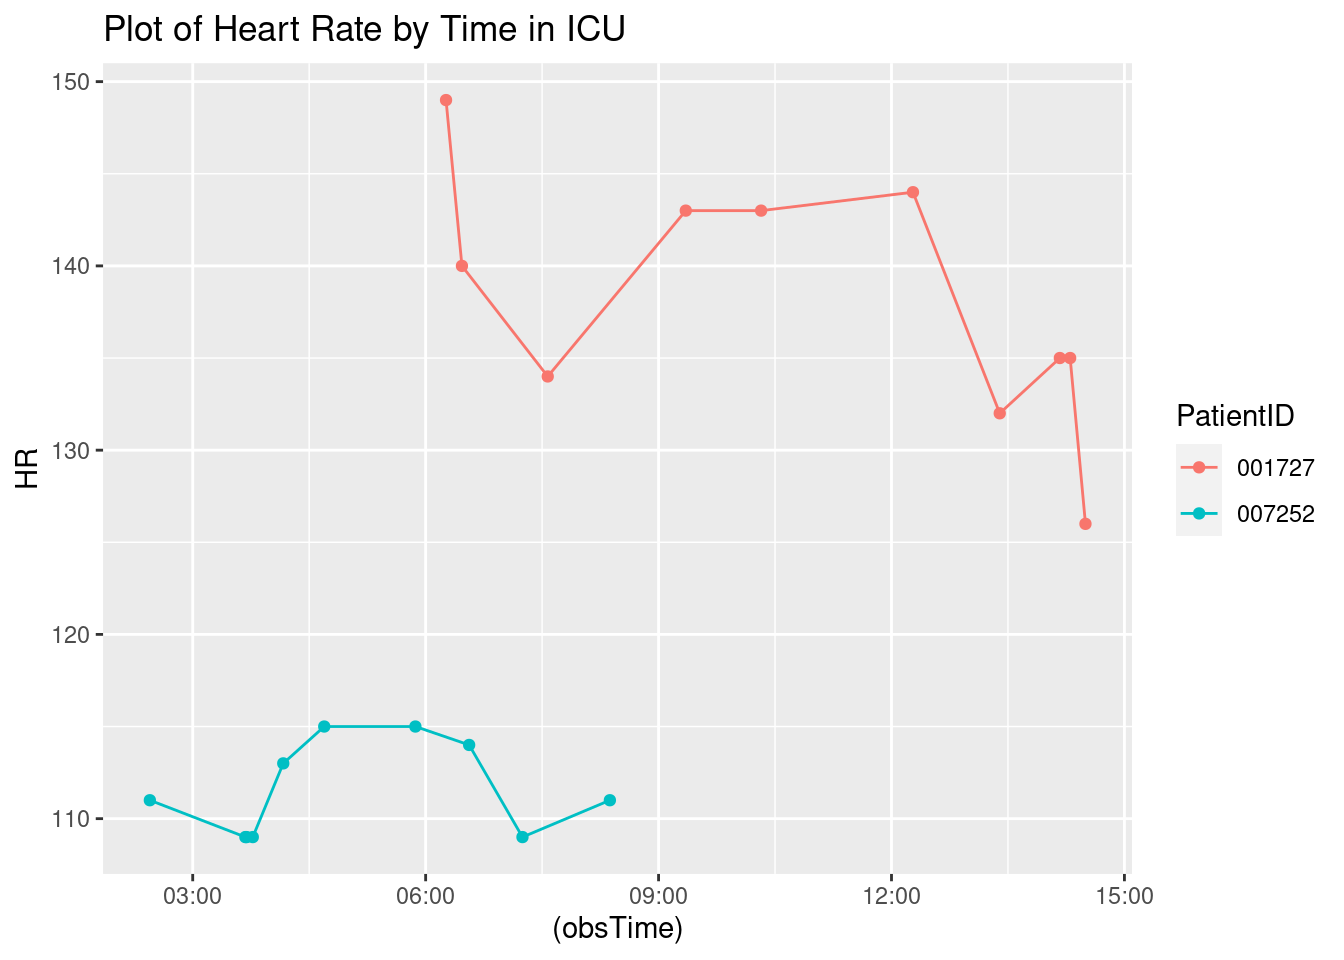 Plot of Heart Rate by Time in ICU
150
140
130
120
110
HR
03:00 06:00 09:00 12:00 15:00
(obsTime)
PatientID
001727
007252